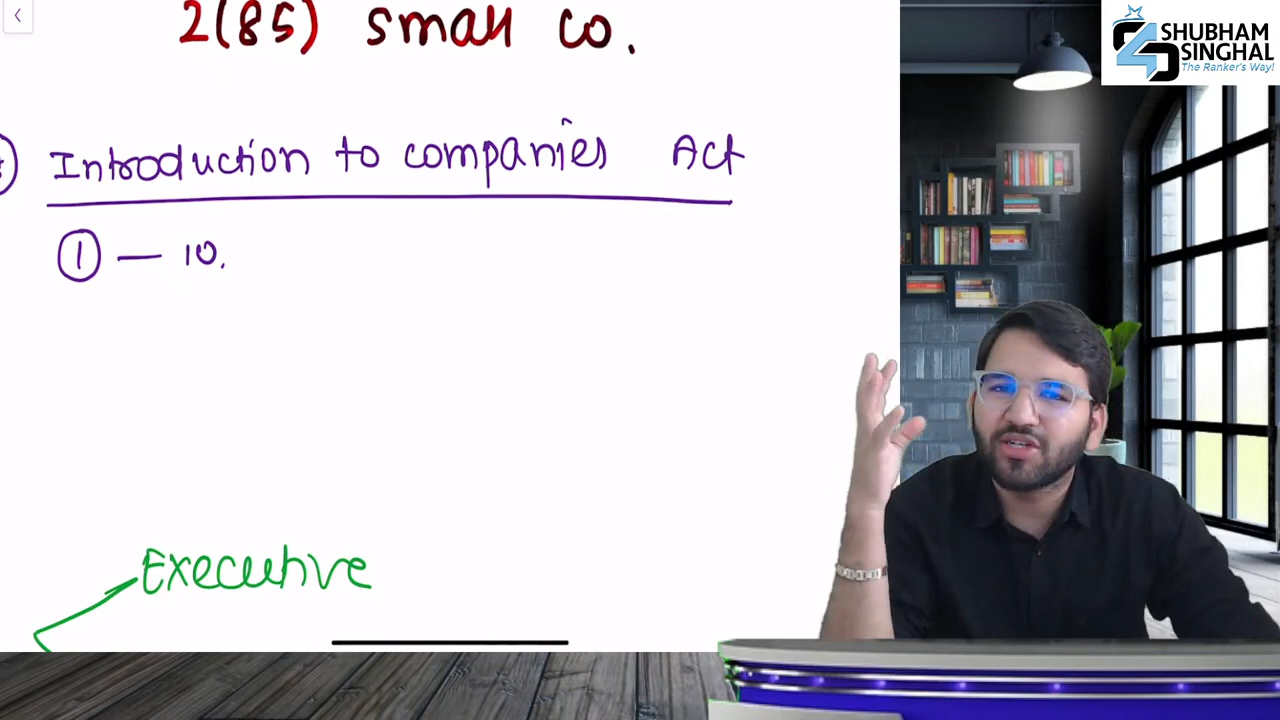 2(85) small co.
SHUBHAM
SINGHAL
The Ranker's Way!
Introduction to companies Act
① — 10.
Executive